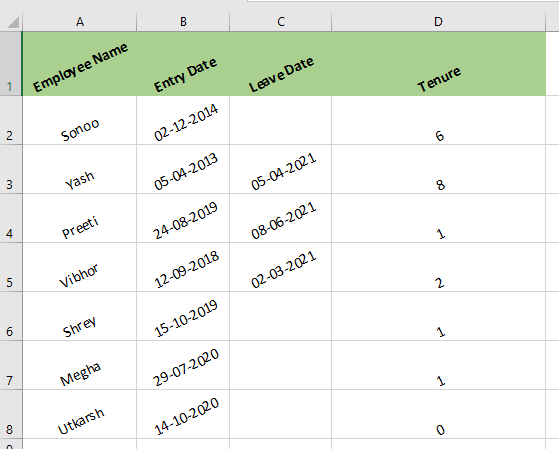 A B C D
1 Employee Name Entry Date Leave Date Tenure
2 Sonoo 02-12-2014 6
3 Yash 05-04-2013 05-04-2021 8
4 Preeti 24-08-2019 08-06-2021 1
5 Vibhor 12-09-2018 02-03-2021 2
6 Shrey 15-10-2019 1
7 Megha 29-07-2020 1
8 Utkarsh 14-10-2020 0